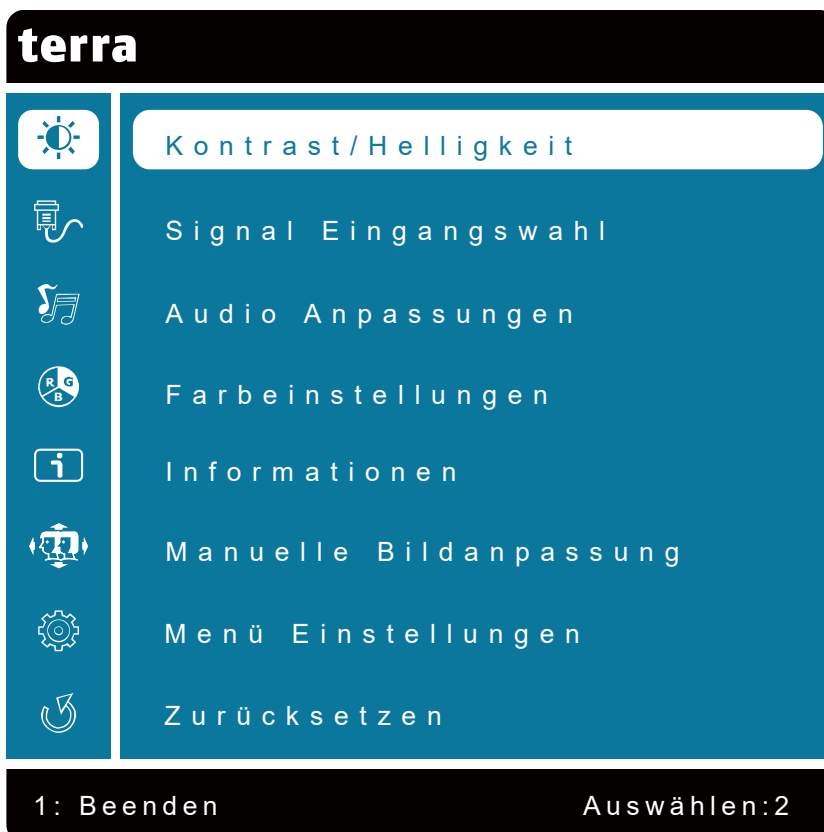 terra
Kontrast/Helligkeit
Signal Eingangswahl
Audio Anpassungen
R G
B
Farbeinstellungen
i
Informationen
Manuelle Bildanpassung
Menü Einstellungen
Zurücksetzen
1: Beenden Auswählen:2